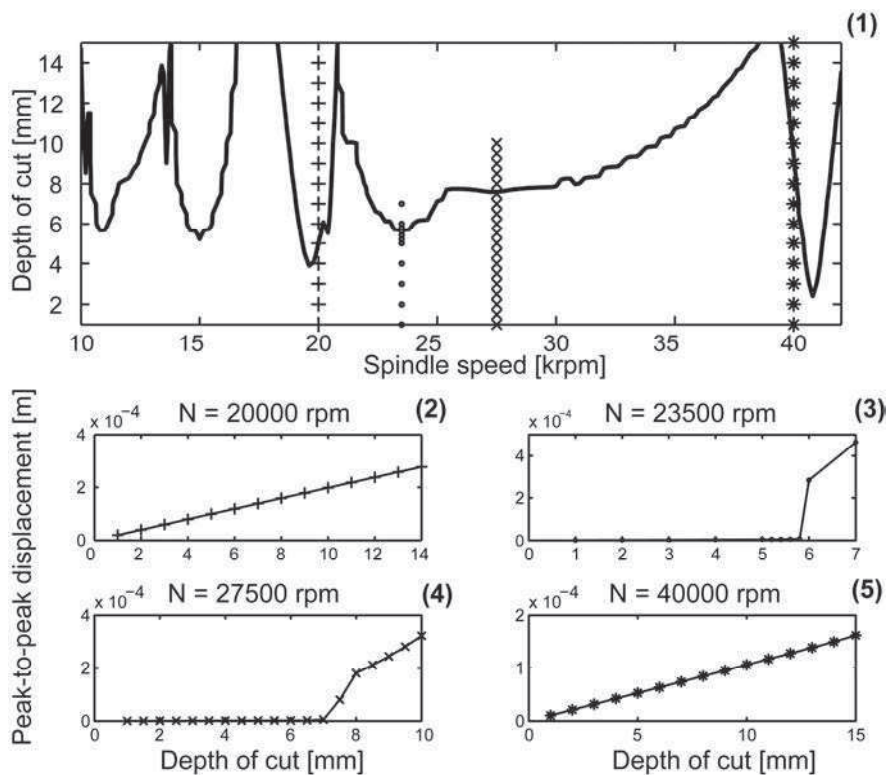 (1)
14
12
10
8
6
4
2
Depth of cut [mm]
10 15 20 25 30 35 40
Spindle speed [krpm]
Peak-to-peak displacement [m]
x 10⁻⁴ N = 20000 rpm (2)
4
2
0
0 2 4 6 8 10 12 14
x 10⁻⁴ N = 23500 rpm (3)
4
2
0
0 1 2 3 4 5 6 7
x 10⁻⁴ N = 27500 rpm (4)
4
2
0
0 2 4 6 8 10
Depth of cut [mm]
x 10⁻⁴ N = 40000 rpm (5)
2
1
0
0 5 10 15
Depth of cut [mm]